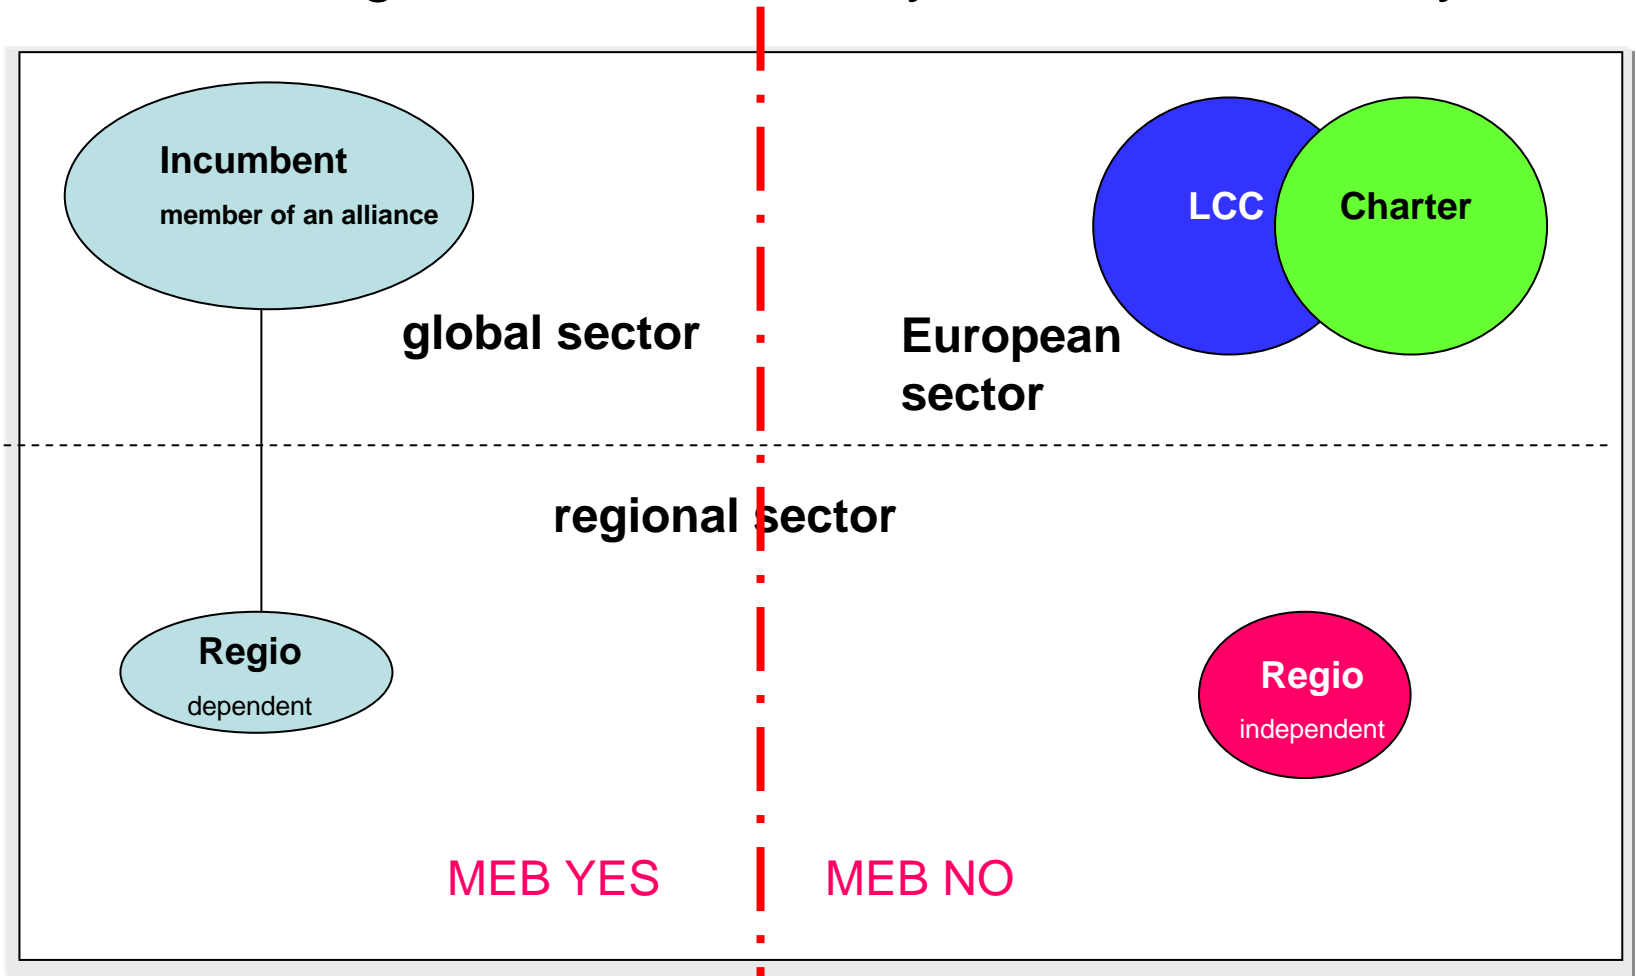 Incumbent
member of an alliance
LCC
Charter
global sector
European
sector
regional sector
Regio
dependent
Regio
independent
MEB YES
MEB NO